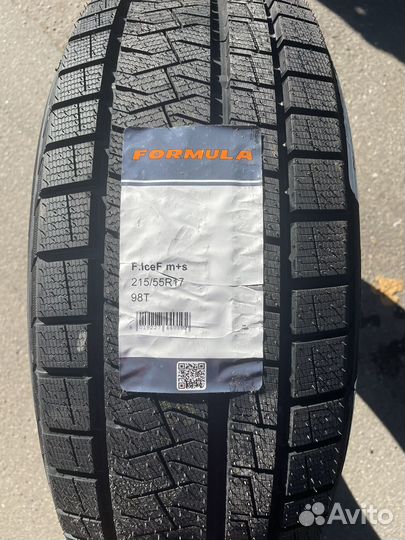 FORMULA
F.IceF m+s
215/55R17
98T
Avito